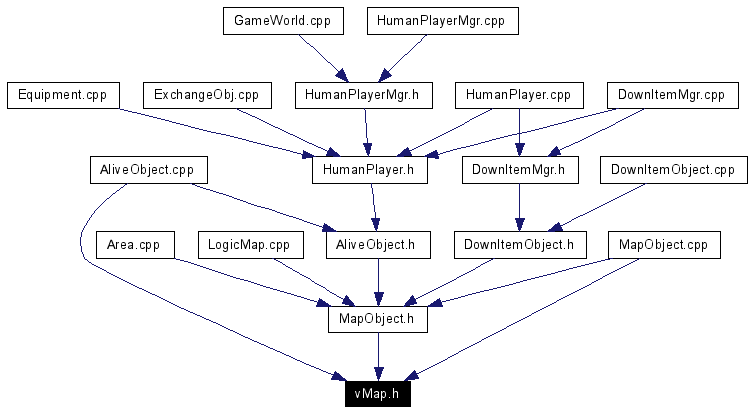 GameWorld.cpp
HumanPlayerMgr.cpp
Equipment.cpp
ExchangeObj.cpp
HumanPlayerMgr.h
HumanPlayer.cpp
DownItemMgr.cpp
AliveObject.cpp
HumanPlayer.h
DownItemMgr.h
DownItemObject.cpp
Area.cpp
LogicMap.cpp
AliveObject.h
DownItemObject.h
MapObject.cpp
MapObject.h
vMap.h